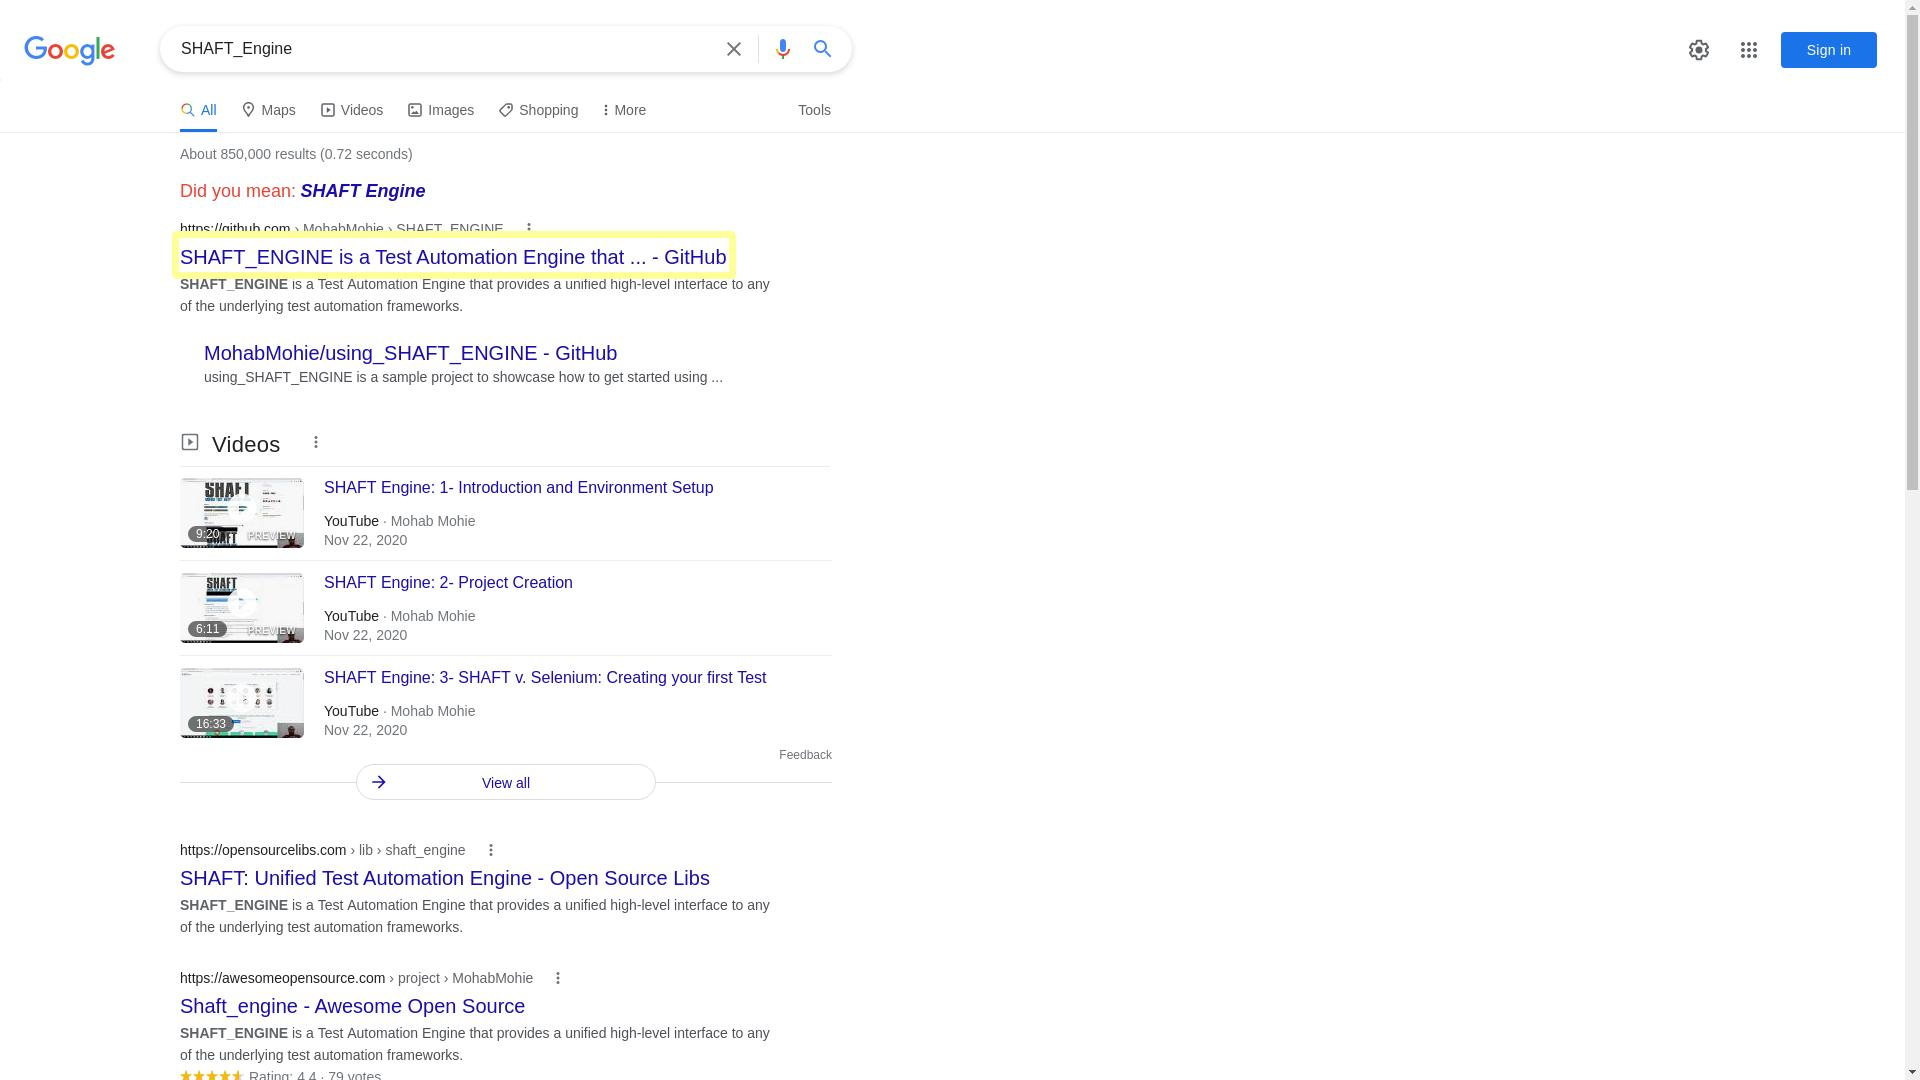 Google
SHAFT_Engine
Sign in
All
Maps
Videos
Images
Shopping
More
Tools
About 850,000 results (0.72 seconds)
Did you mean: SHAFT Engine
https://github.com › MohabMohie › SHAFT_ENGINE
SHAFT_ENGINE is a Test Automation Engine that ... - GitHub
SHAFT_ENGINE is a Test Automation Engine that provides a unified high-level interface to any
of the underlying test automation frameworks.
MohabMohie/using_SHAFT_ENGINE - GitHub
using_SHAFT_ENGINE is a sample project to showcase how to get started using ...
Videos
SHAFT
9:20
PREVIEW
SHAFT Engine: 1- Introduction and Environment Setup
YouTube · Mohab Mohie
Nov 22, 2020
SHAFT
6:11
PREVIEW
SHAFT Engine: 2- Project Creation
YouTube · Mohab Mohie
Nov 22, 2020
16:33
SHAFT Engine: 3- SHAFT v. Selenium: Creating your first Test
YouTube · Mohab Mohie
Nov 22, 2020
Feedback
View all
https://opensourcelibs.com › lib › shaft_engine
SHAFT: Unified Test Automation Engine - Open Source Libs
SHAFT_ENGINE is a Test Automation Engine that provides a unified high-level interface to any
of the underlying test automation frameworks.
https://awesomeopensource.com › project › MohabMohie
Shaft_engine - Awesome Open Source
SHAFT_ENGINE is a Test Automation Engine that provides a unified high-level interface to any
of the underlying test automation frameworks.
Rating: 4.4 · 79 votes